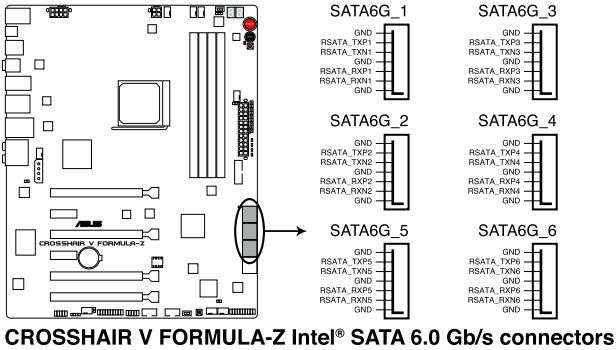 SATA6G_1
GND
RSATA_TXP1
RSATA_TXN1
GND
RSATA_RXP1
RSATA_RXN1
GND
SATA6G_3
GND
RSATA_TXP3
RSATA_TXN3
GND
RSATA_RXP3
RSATA_RXN3
GND
SATA6G_2
GND
RSATA_TXP2
RSATA_TXN2
GND
RSATA_RXP2
RSATA_RXN2
GND
SATA6G_4
GND
RSATA_TXP4
RSATA_TXN4
GND
RSATA_RXP4
RSATA_RXN4
GND
SATA6G_5
GND
RSATA_TXP5
RSATA_TXN5
GND
RSATA_RXP5
RSATA_RXN5
GND
SATA6G_6
GND
RSATA_TXP6
RSATA_TXN6
GND
RSATA_RXP6
RSATA_RXN6
GND
ASUS
CROSSHAIR V FORMULA-Z
CROSSHAIR V FORMULA-Z Intel® SATA 6.0 Gb/s connectors